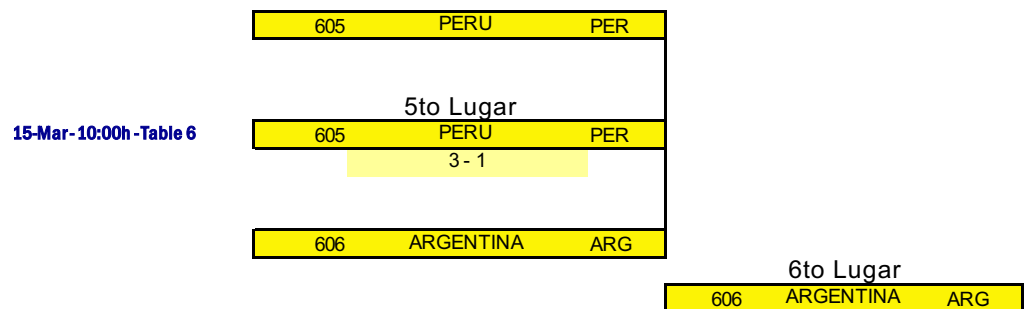 605 PERU PER
5to Lugar
15-Mar-10:00h-Table 6
605 PERU PER
3 - 1
606 ARGENTINA ARG
6to Lugar
606 ARGENTINA ARG